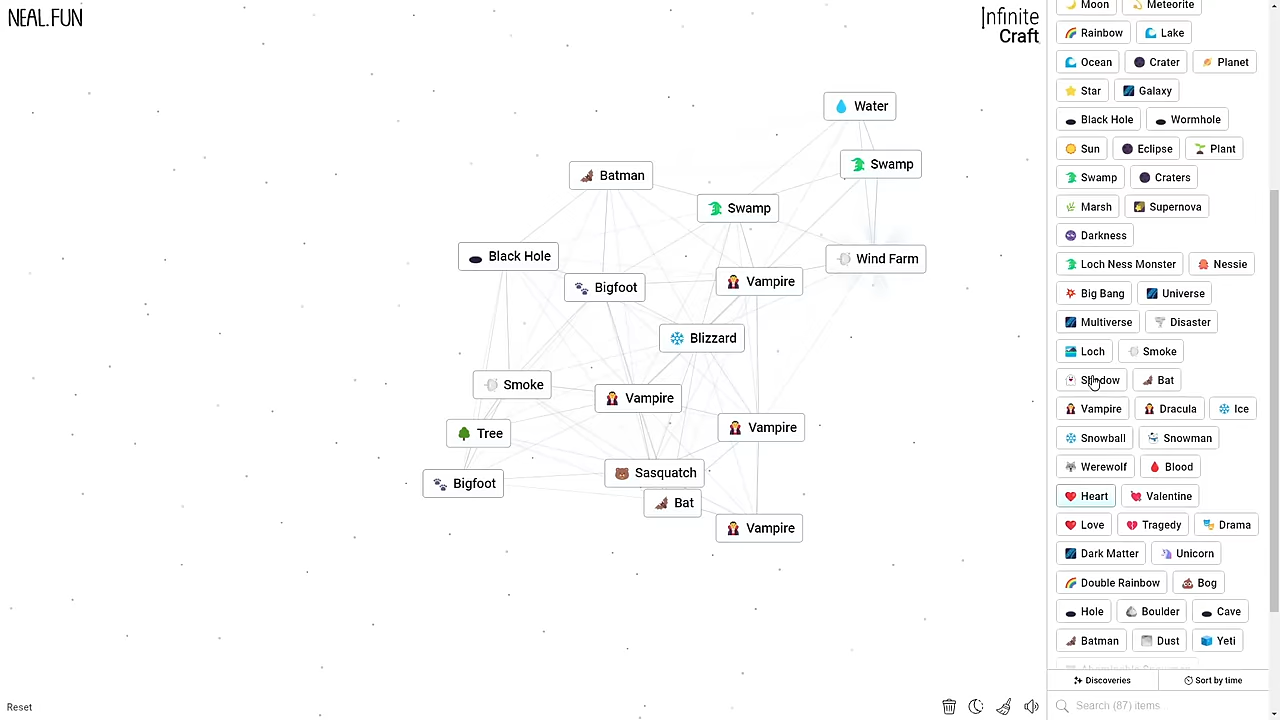 NEAL.FUN
Infinite
Craft
Water
Swamp
Batman
Swamp
Black Hole
Wind Farm
Bigfoot
Vampire
Blizzard
Smoke
Vampire
Tree
Vampire
Sasquatch
Bigfoot
Bat
Vampire
Reset
Moon Meteorite
Rainbow Lake
Ocean Crater Planet
Star Galaxy
Black Hole Wormhole
Sun Eclipse Plant
Swamp Craters
Marsh Supernova
Darkness
Loch Ness Monster Nessie
Big Bang Universe
Multiverse Disaster
Loch Smoke
Bat
Vampire Dracula Ice
Snowball Snowman
Werewolf Blood
Heart Valentine
Love Tragedy Drama
Dark Matter Unicorn
Double Rainbow Bog
Hole Boulder Cave
Batman Dust Yeti
Discoveries Sort by time
Search (87) items